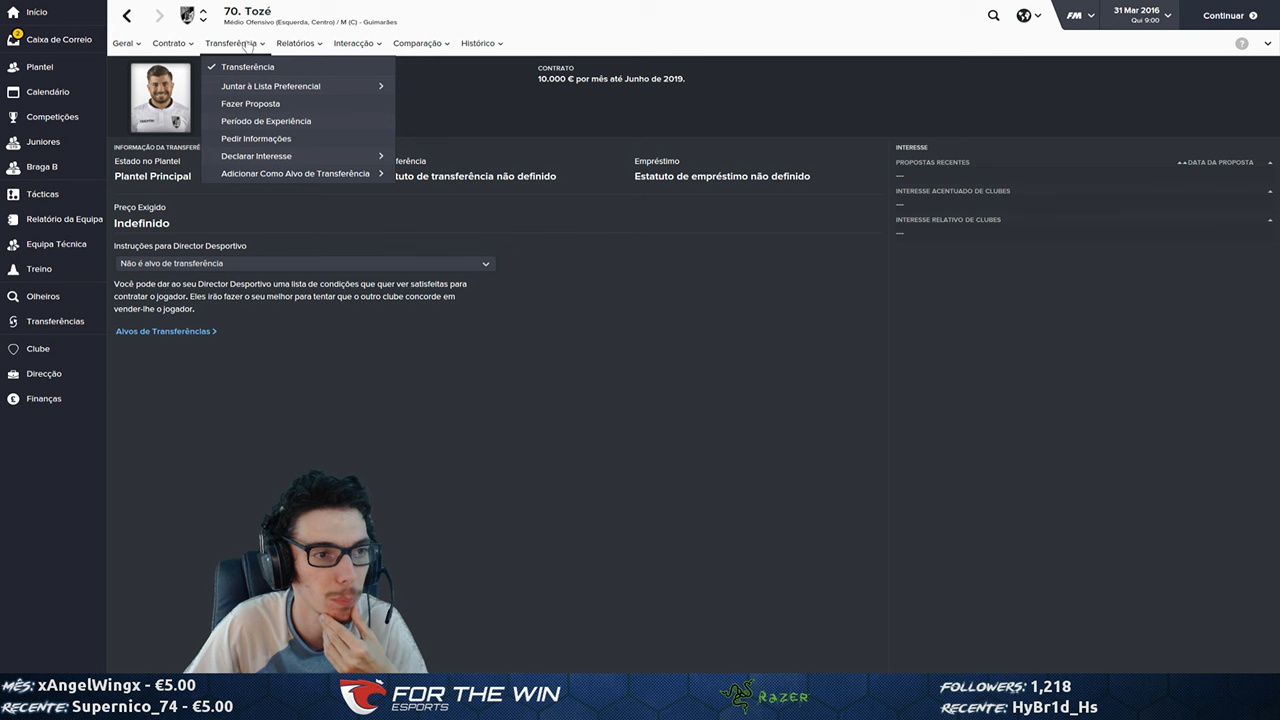 Início
Caixa de Correio
2
Plantel
Calendário
Competições
Juniores
Braga B
Tácticas
Relatório da Equipa
Equipa Técnica
Treino
Olheiros
Transferências
Clube
Direcção
Finanças
70. Tozé
Médio Ofensivo (Esquerda, Centro) / M (C) - Guimarães
FM
31 Mar 2016
Qui 9:00
Continuar
Geral
Contrato
Transferência
Relatórios
Interacção
Comparação
Histórico
?
Transferência
Juntar à Lista Preferencial
Fazer Proposta
Período de Experiência
Pedir Informações
Declarar Interesse
Adicionar Como Alvo de Transferência
CONTRATO
10.000 € por mês até Junho de 2019.
INFORMAÇÃO DA TRANSFERÊ
Estado no Plantel
Plantel Principal
ferência
tuto de transferência não definido
Empréstimo
Estatuto de empréstimo não definido
Preço Exigido
Indefinido
Instruções para Director Desportivo
Não é alvo de transferência
Você pode dar ao seu Director Desportivo uma lista de condições que quer ver satisfeitas para
contratar o jogador. Eles irão fazer o seu melhor para tentar que o outro clube concorde em
vender-lhe o jogador.
Alvos de Transferências >
INTERESSE
PROPOSTAS RECENTES
DATA DA PROPOSTA
---
INTERESSE ACENTUADO DE CLUBES
---
INTERESSE RELATIVO DE CLUBES
---
MÊS: xAngelWingx - €5.00
RECENTE: Supernico_74 - €5.00
FOR THE WIN
ESPORTS
RAZER
FOLLOWERS: 1,218
RECENTE: HyBr1d_Hs